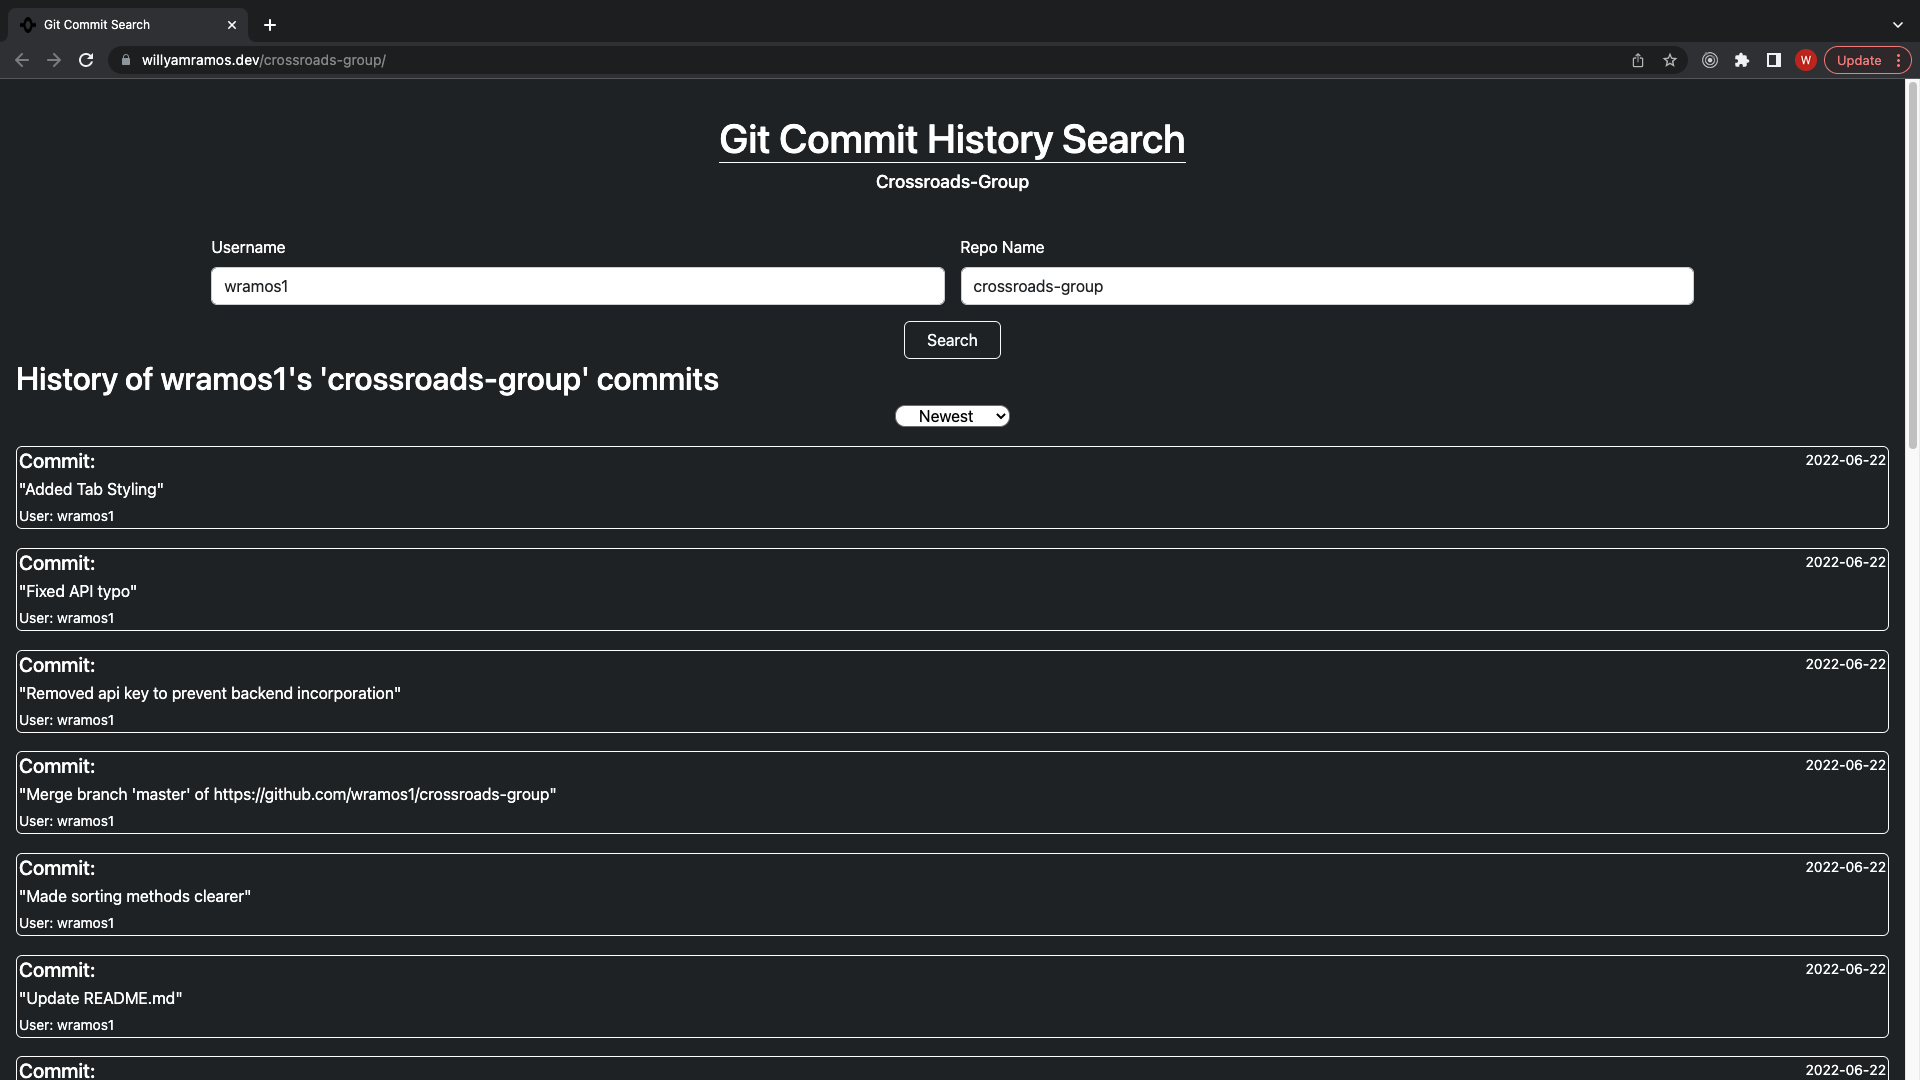 Git Commit Search
willyamramos.dev/crossroads-group/
W
Update
Git Commit History Search
Crossroads-Group
Username
Repo Name
wramos1
crossroads-group
Search
History of wramos1's 'crossroads-group' commits
Newest
Commit:
2022-06-22
"Added Tab Styling"
User: wramos1
Commit:
2022-06-22
"Fixed API typo"
User: wramos1
Commit:
2022-06-22
"Removed api key to prevent backend incorporation"
User: wramos1
Commit:
2022-06-22
"Merge branch 'master' of https://github.com/wramos1/crossroads-group"
User: wramos1
Commit:
2022-06-22
"Made sorting methods clearer"
User: wramos1
Commit:
2022-06-22
"Update README.md"
User: wramos1
Commit:
2022-06-22